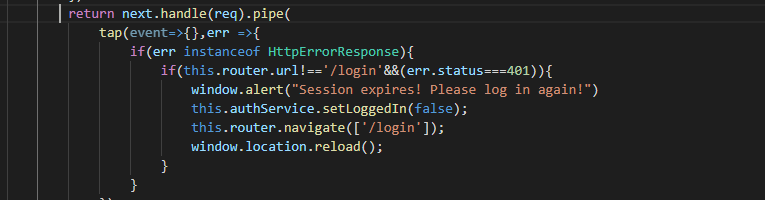 return next.handle(req).pipe(
tap(event=>{},err =>{
if(err instanceof HttpErrorResponse){
if(this.router.url!=='/login'&&(err.status===401)){
window.alert("Session expires! Please log in again!")
this.authService.setLoggedIn(false);
this.router.navigate(['/login']);
window.location.reload();
}
}